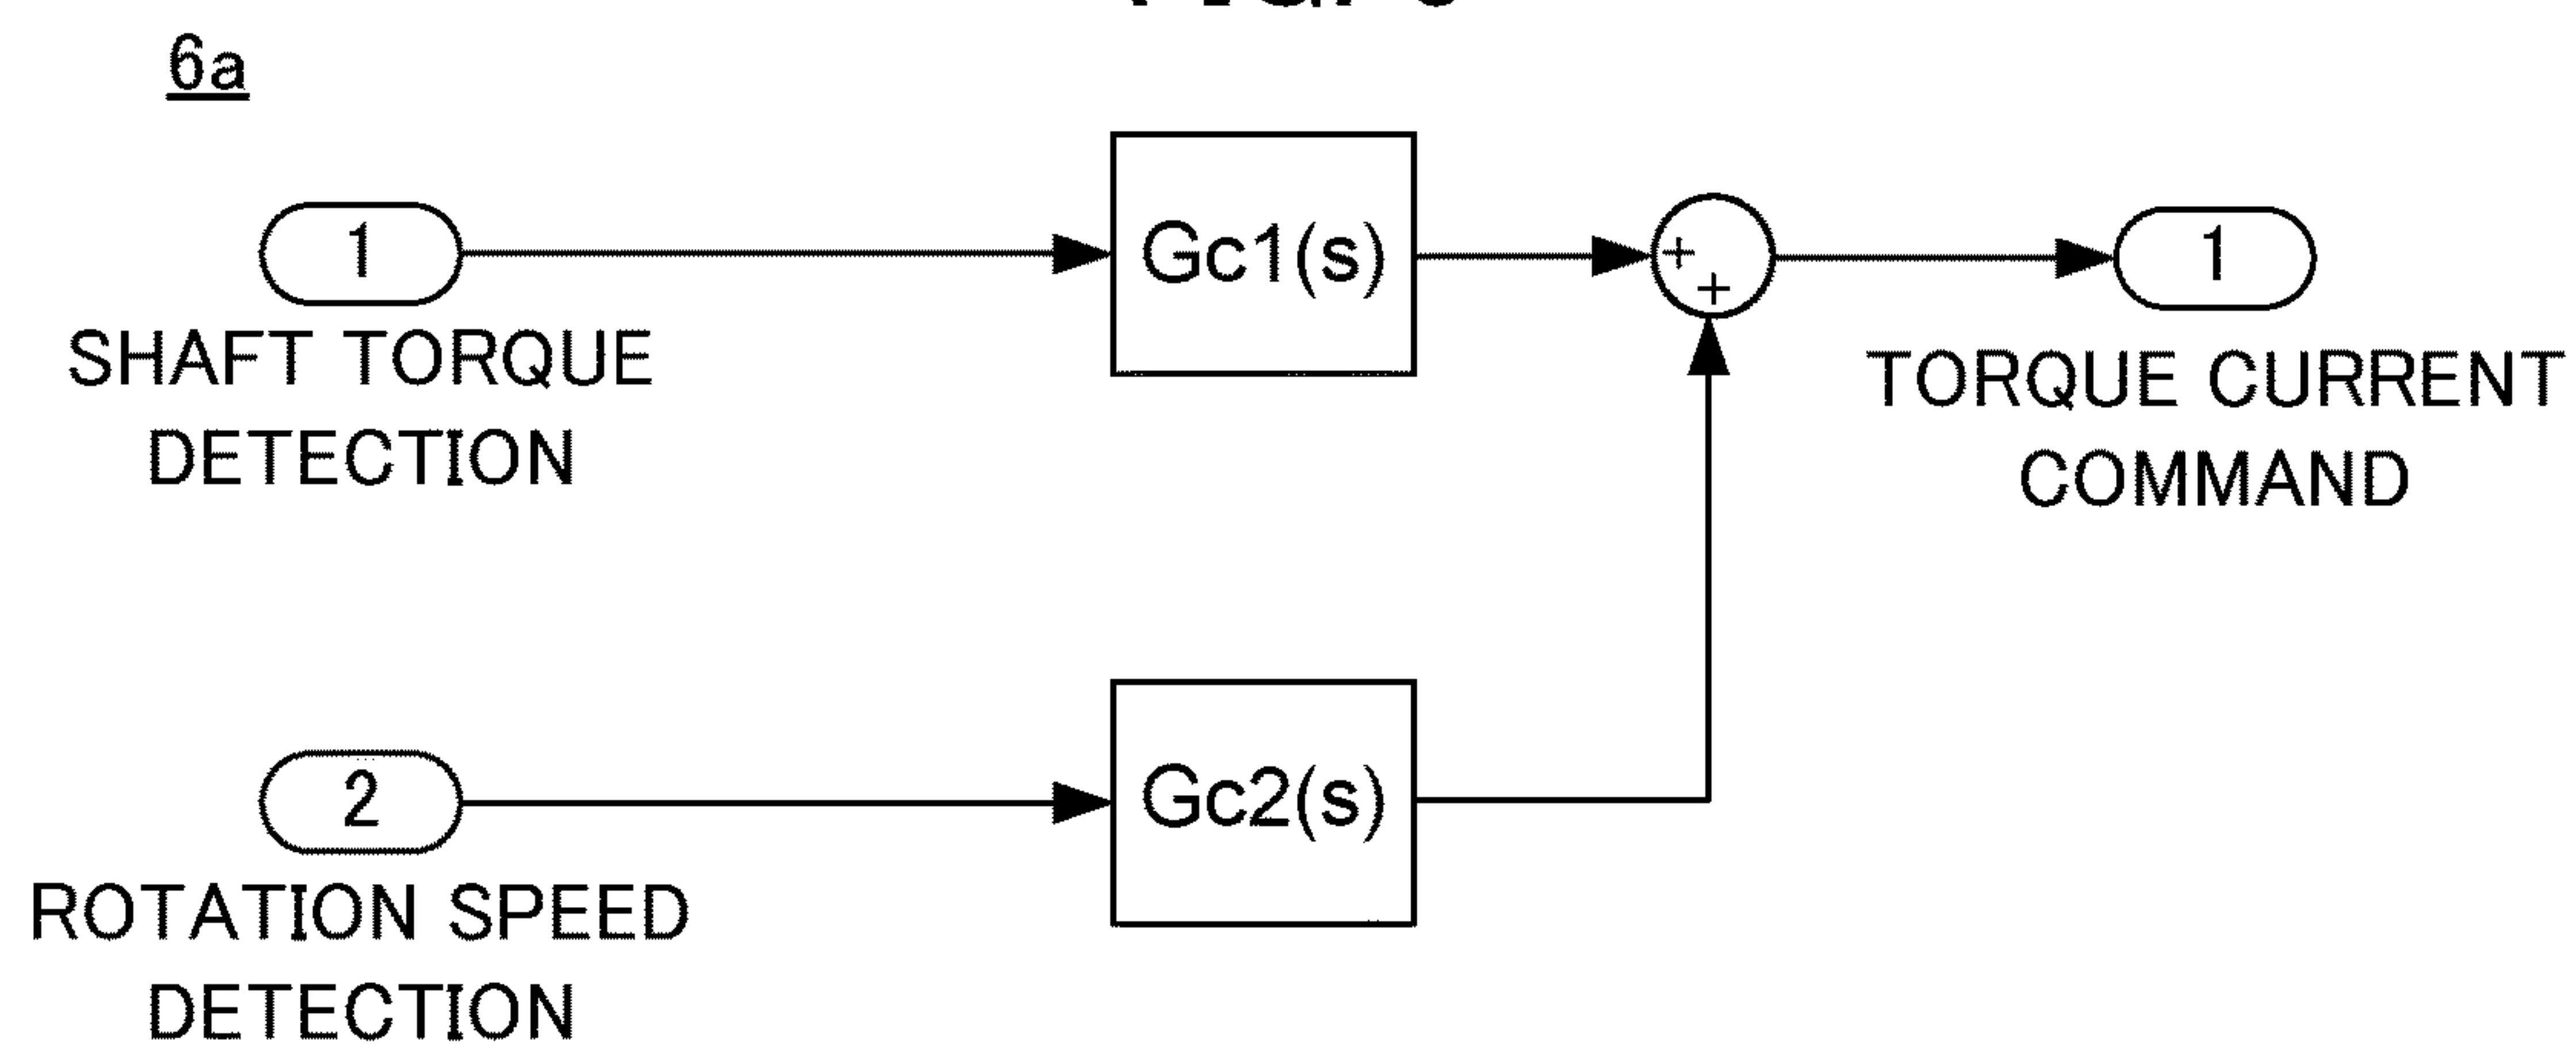 6a
1
Gc1(s)
+
+
1
SHAFT TORQUE
DETECTION
TORQUE CURRENT
COMMAND
2
Gc2(s)
ROTATION SPEED
DETECTION